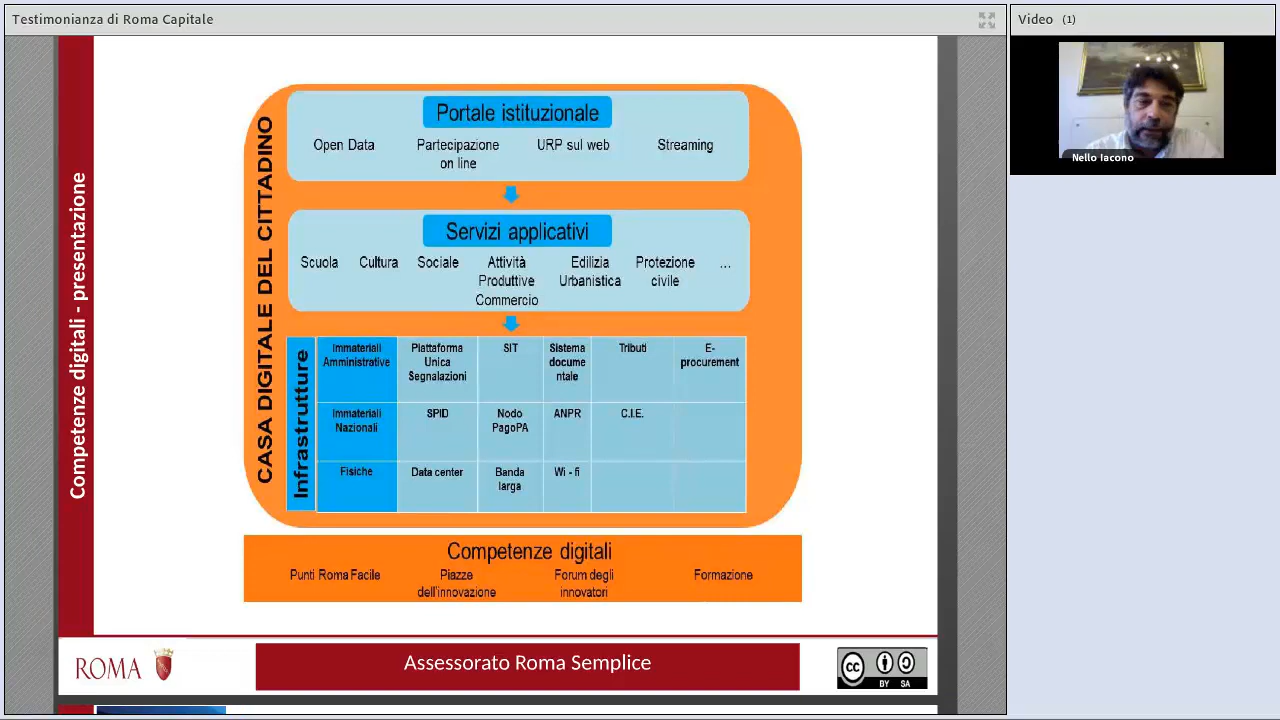 Testimonianza di Roma Capitale
Video (1)
Nello Iacono
Competenze digitali - presentazione
CASA DIGITALE DEL CITTADINO
Portale istituzionale
Open Data
Partecipazione
on line
URP sul web
Streaming
Servizi applicativi
Scuola
Cultura
Sociale
Attività
Produttive
Commercio
Edilizia
Urbanistica
Protezione
civile
...
Infrastrutture
Immateriali
Amministrative
Piattaforma
Unica
Segnalazioni
SIT
Sistema
docume
ntale
Tributi
E-
procurement
Immateriali
Nazionali
SPID
Nodo
PagoPA
ANPR
C.I.E.
Fisiche
Data center
Banda
larga
Wi - fi
Competenze digitali
Punti Roma Facile
Piazze
dell'innovazione
Forum degli
innovatori
Formazione
ROMA
Assessorato Roma Semplice
cc
BY SA